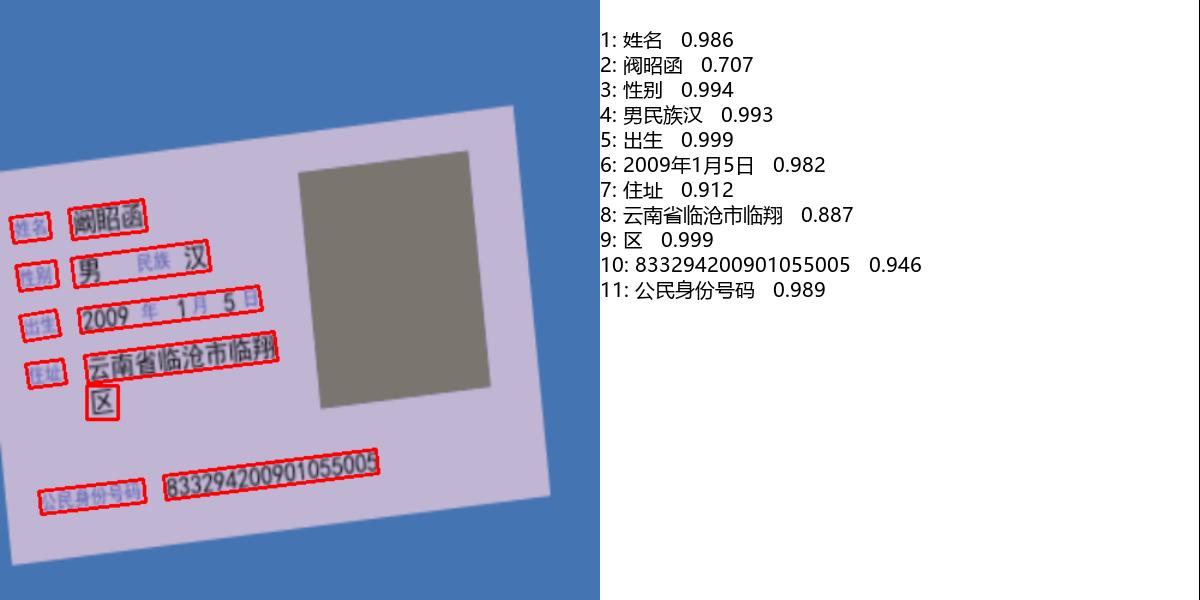 姓名 阚昭函
性别 男 民族 汉
出生 2009 年 1 月 5 日
住址 云南省临沧市临翔
区
公民身份号码 833294200901055005
1: 姓名 0.986
2: 阀昭函 0.707
3: 性别 0.994
4: 男民族汉 0.993
5: 出生 0.999
6: 2009年1月5日 0.982
7: 住址 0.912
8: 云南省临沧市临翔 0.887
9: 区 0.999
10: 833294200901055005 0.946
11: 公民身份号码 0.989